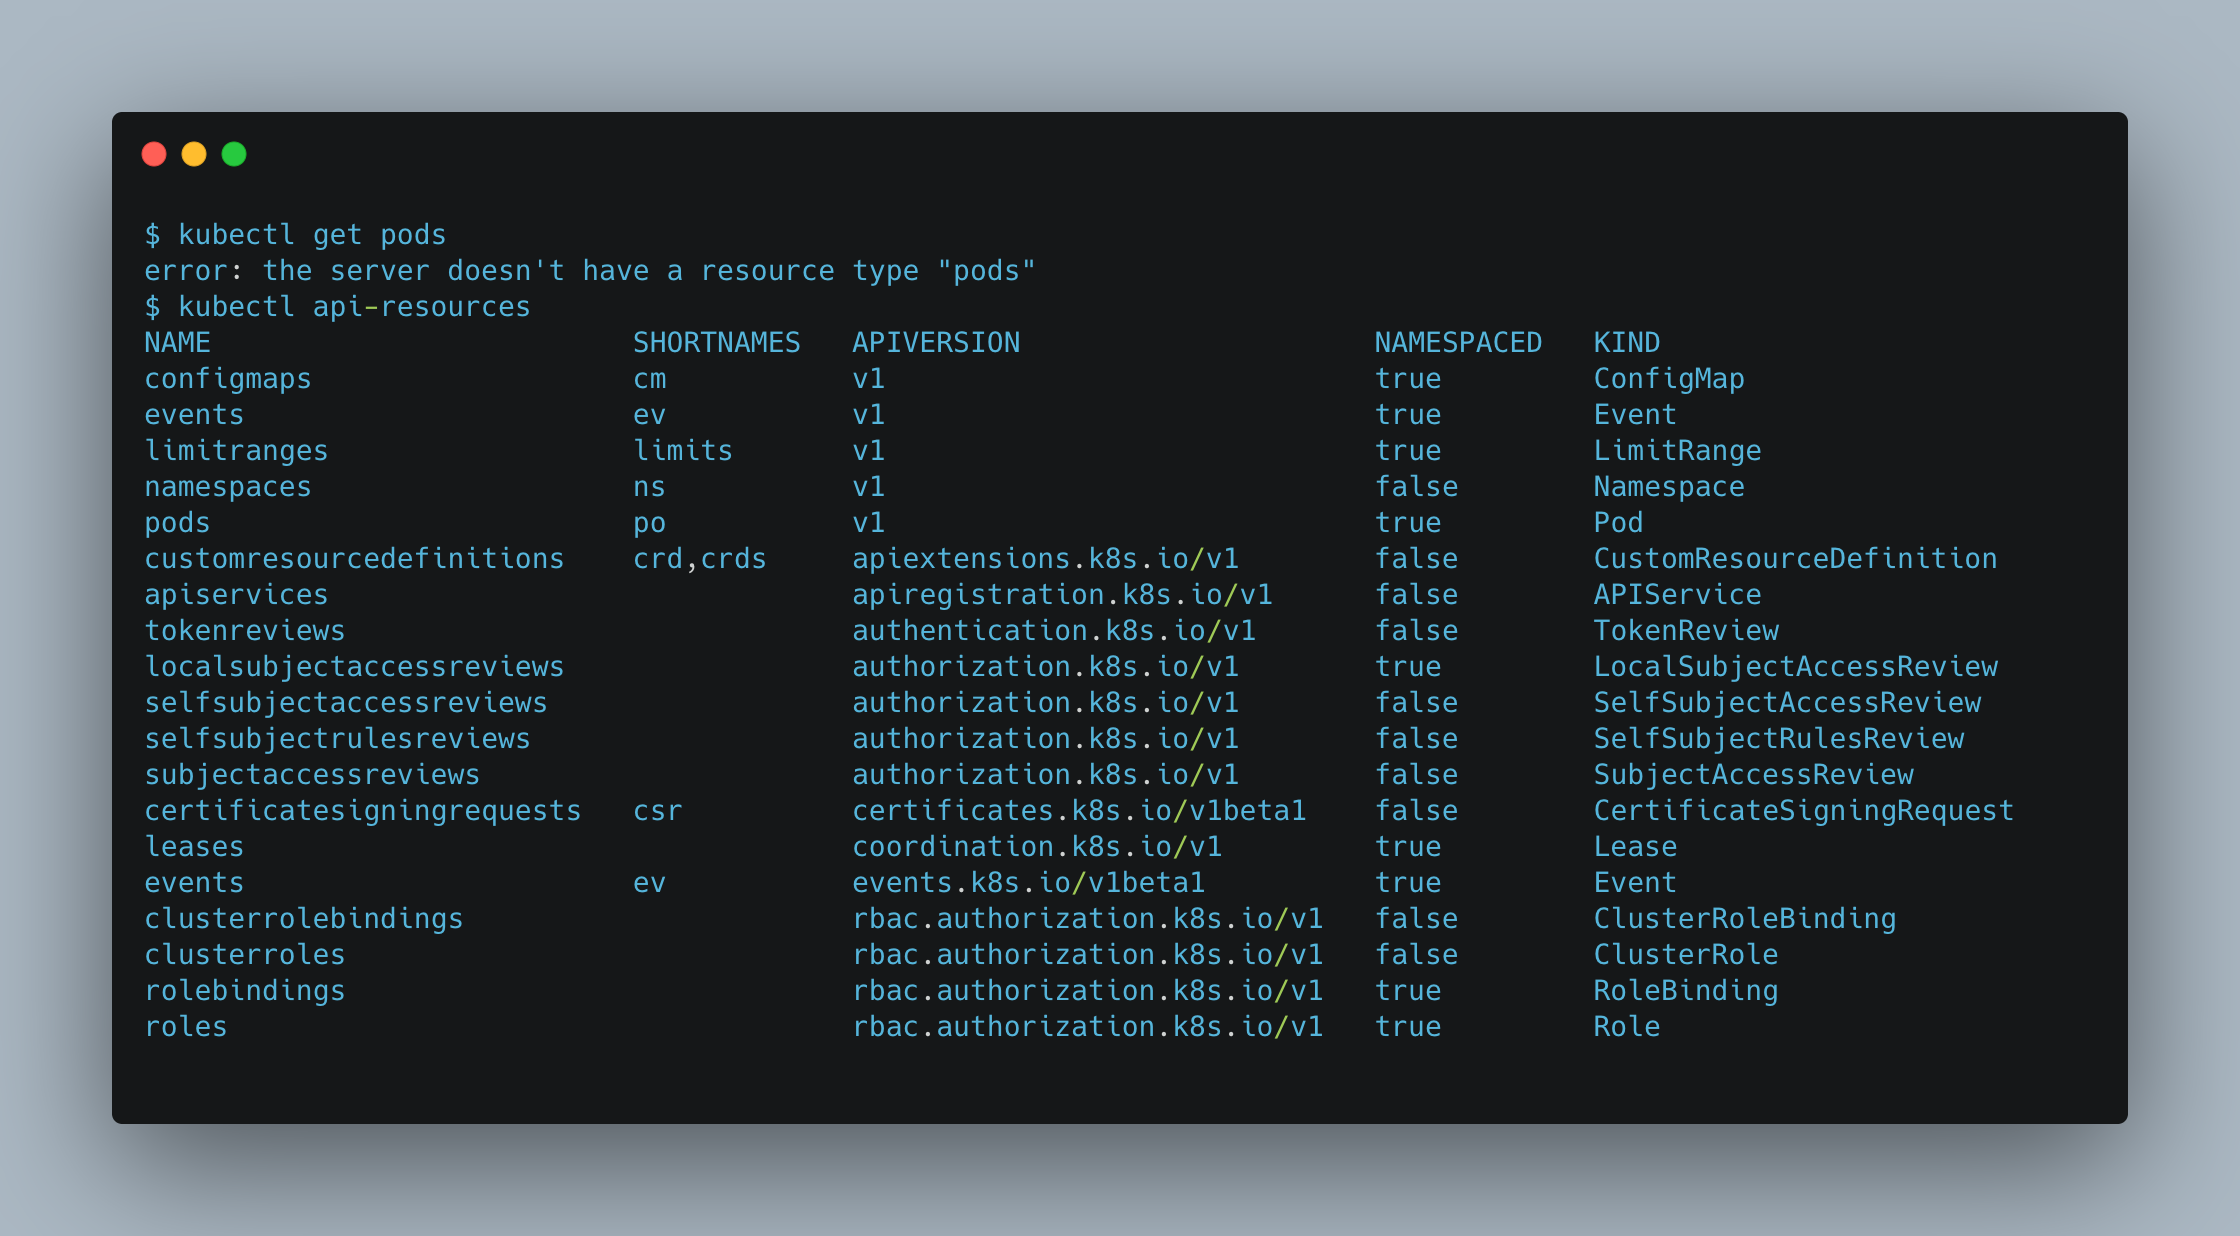 $ kubectl get pods
error: the server doesn't have a resource type "pods"
$ kubectl api-resources
NAME                         SHORTNAMES   APIVERSION                     NAMESPACED   KIND
configmaps                   cm           v1                             true         ConfigMap
events                       ev           v1                             true         Event
limitranges                  limits       v1                             true         LimitRange
namespaces                   ns           v1                             false        Namespace
pods                         po           v1                             true         Pod
customresourcedefinitions    crd,crds     apiextensions.k8s.io/v1        false        CustomResourceDefinition
apiservices                               apiregistration.k8s.io/v1      false        APIService
tokenreviews                              authentication.k8s.io/v1       false        TokenReview
localsubjectaccessreviews                 authorization.k8s.io/v1        true         LocalSubjectAccessReview
selfsubjectaccessreviews                  authorization.k8s.io/v1        false        SelfSubjectAccessReview
selfsubjectrulesreviews                   authorization.k8s.io/v1        false        SelfSubjectRulesReview
subjectaccessreviews                      authorization.k8s.io/v1        false        SubjectAccessReview
certificatesigningrequests   csr          certificates.k8s.io/v1beta1    false        CertificateSigningRequest
leases                                    coordination.k8s.io/v1         true         Lease
events                       ev           events.k8s.io/v1beta1          true         Event
clusterrolebindings                       rbac.authorization.k8s.io/v1   false        ClusterRoleBinding
clusterroles                              rbac.authorization.k8s.io/v1   false        ClusterRole
rolebindings                              rbac.authorization.k8s.io/v1   true         RoleBinding
roles                                     rbac.authorization.k8s.io/v1   true         Role